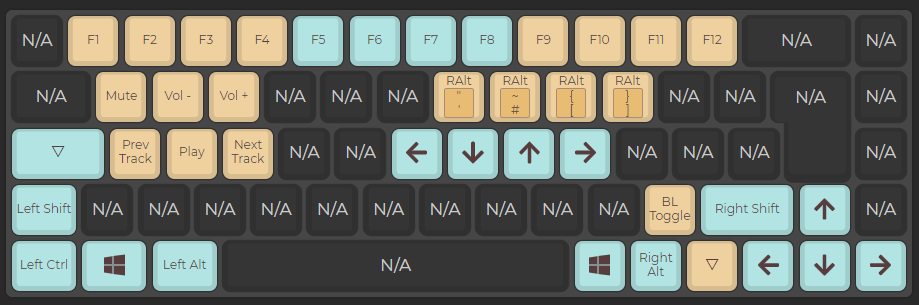 N/A F1 F2 F3 F4 F5 F6 F7 F8 F9 F10 F11 F12 N/A N/A
N/A Mute Vol - Vol + N/A N/A N/A RAlt " ' RAlt ~ # RAlt { [ RAlt } ] N/A N/A N/A N/A
▽ Prev Track Play Next Track N/A N/A ← ↓ ↑ → N/A N/A N/A N/A
Left Shift N/A N/A N/A N/A N/A N/A N/A N/A N/A N/A BL Toggle Right Shift ↑ N/A
Left Ctrl Left Alt N/A Right Alt ▽ ← ↓ →